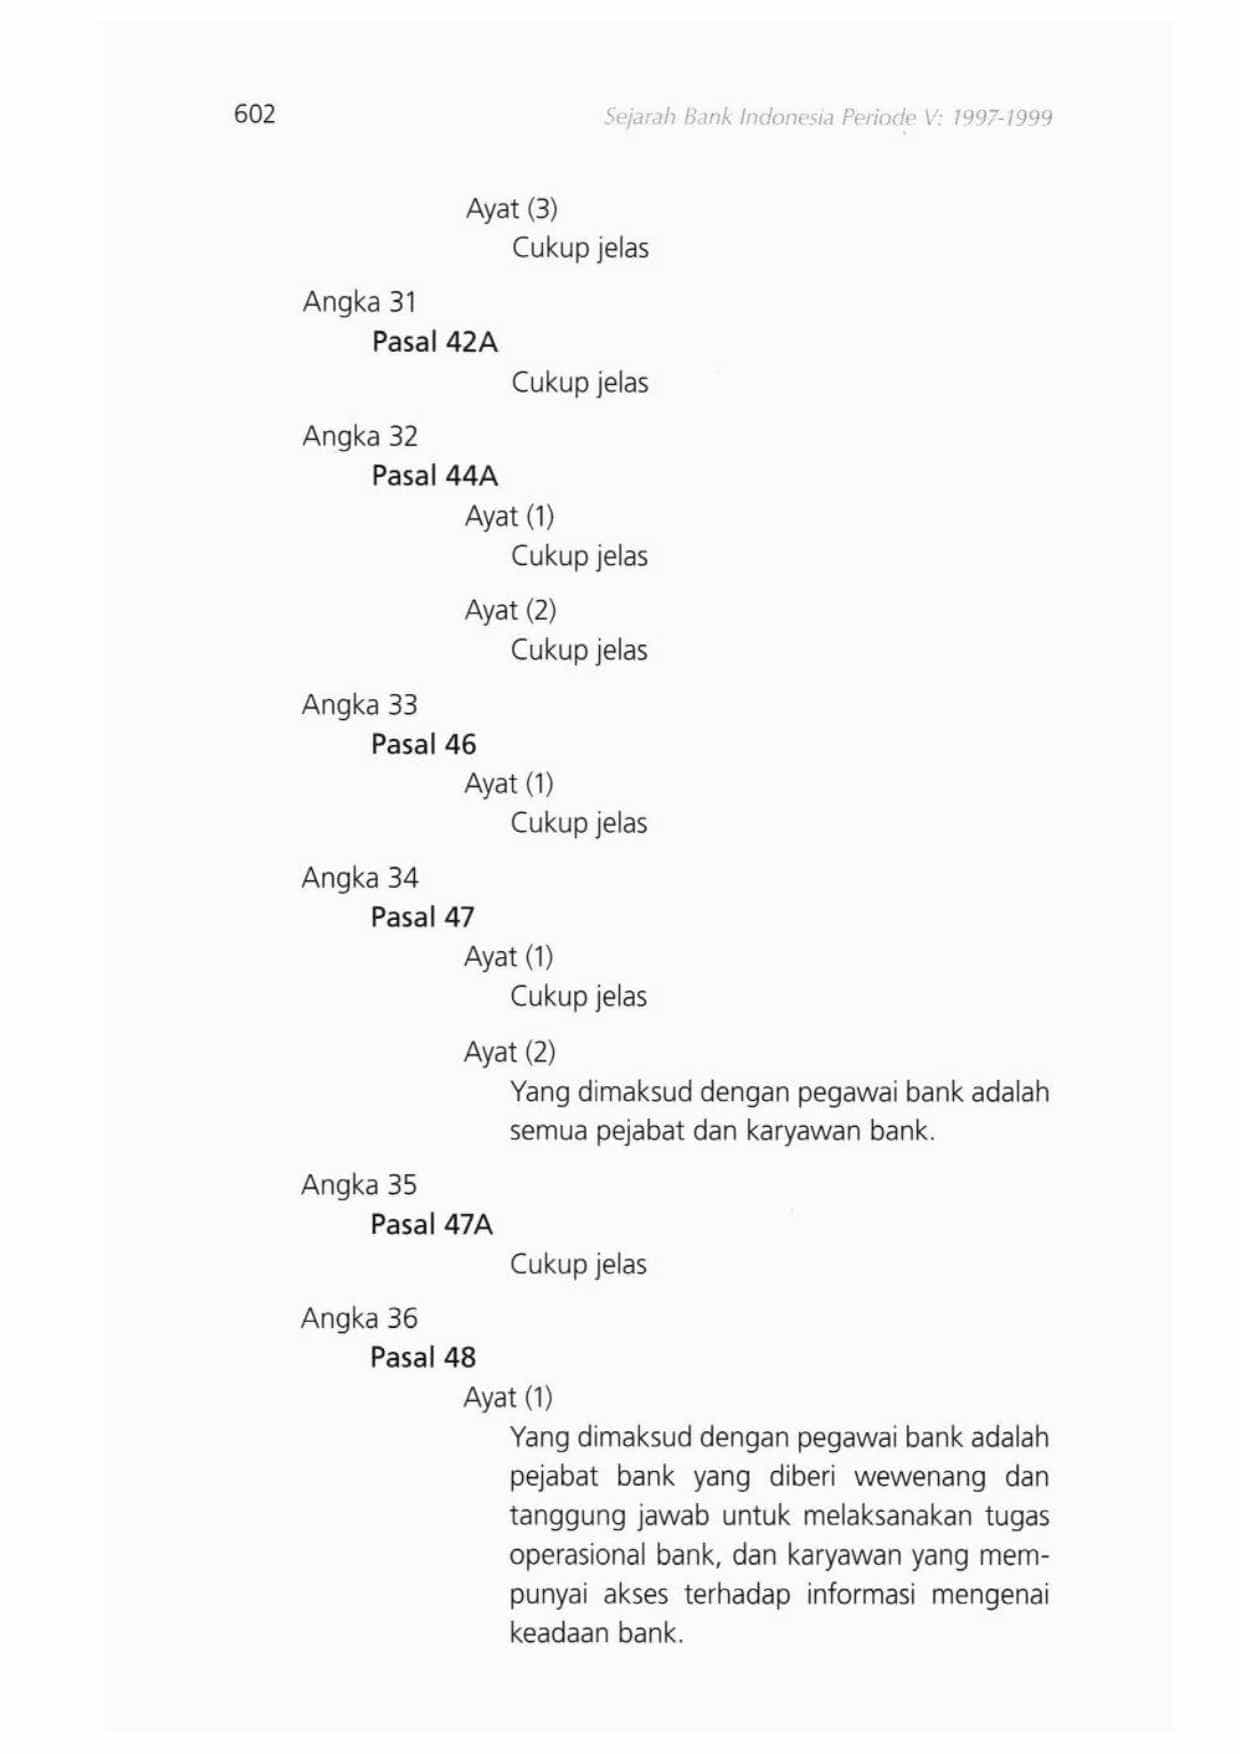 602
Sejarah Bank Indonesia Periode V: 1997-1999
Ayat (3)
Cukup jelas
Angka 31
Pasal 42A
Cukup jelas
Angka 32
Pasal 44A
Ayat (1)
Cukup jelas
Ayat (2)
Cukup jelas
Angka 33
Pasal 46
Ayat (1)
Cukup jelas
Angka 34
Pasal 47
Ayat (1)
Cukup jelas
Ayat (2)
Yang dimaksud dengan pegawai bank adalah
semua pejabat dan karyawan bank.
Angka 35
Pasal 47A
Cukup jelas
Angka 36
Pasal 48
Ayat (1)
Yang dimaksud dengan pegawai bank adalah
pejabat bank yang diberi wewenang dan
tanggung jawab untuk melaksanakan tugas
operasional bank, dan karyawan yang mem-
punyai akses terhadap informasi mengenai
keadaan bank.